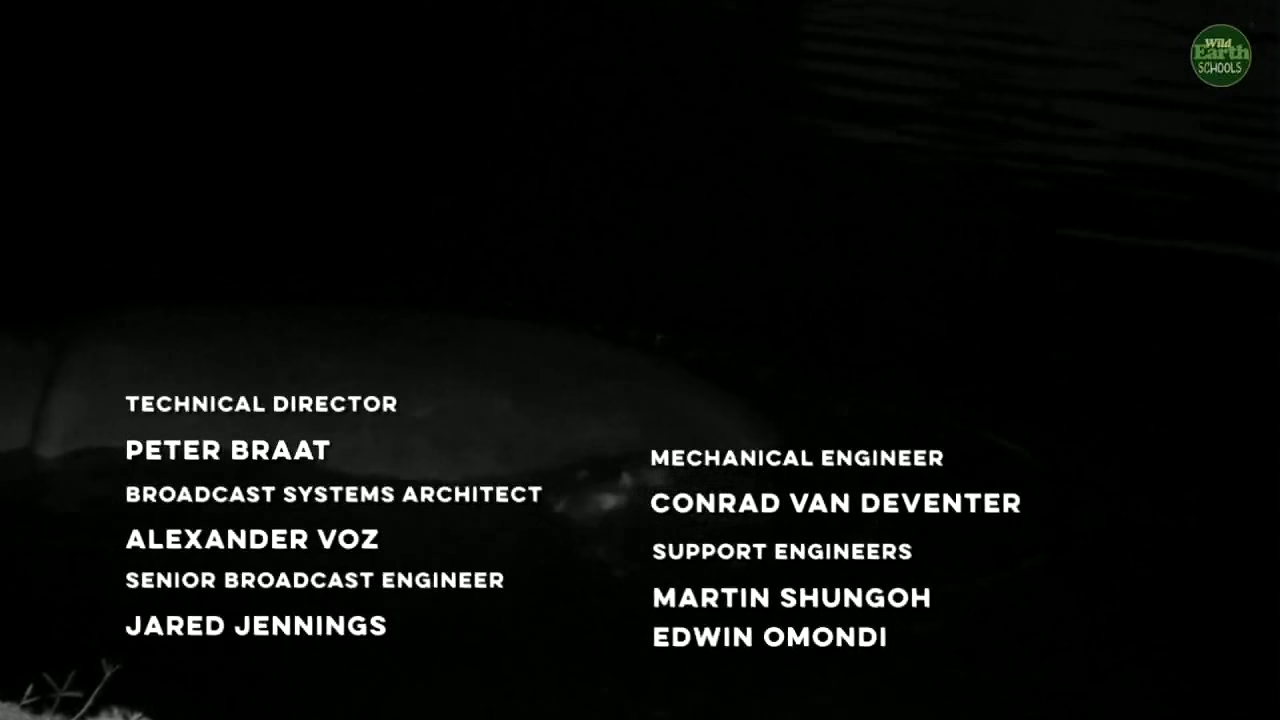 Wild
Earth
SCHOOLS
TECHNICAL DIRECTOR
PETER BRAAT
BROADCAST SYSTEMS ARCHITECT
ALEXANDER VOZ
SENIOR BROADCAST ENGINEER
JARED JENNINGS
MECHANICAL ENGINEER
CONRAD VAN DEVENTER
SUPPORT ENGINEERS
MARTIN SHUNGOH
EDWIN OMONDI